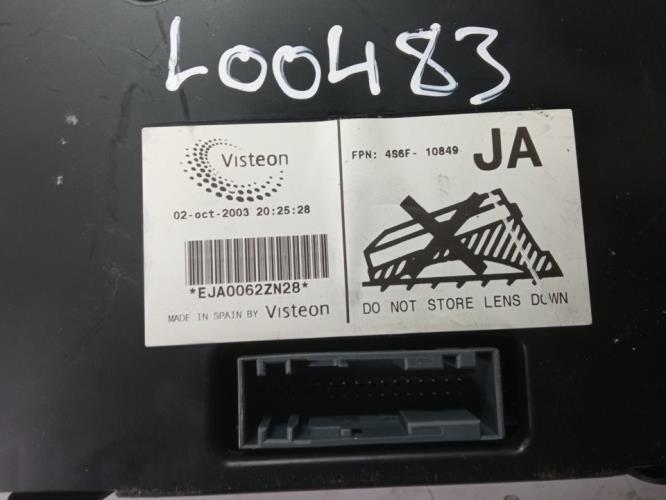 L00483
Visteon
02-oct-2003 20:25:28
*EJA0062ZN28*
MADE IN SPAIN BY Visteon
FPN: 4S6F- 10849 JA
DO NOT STORE LENS DOWN